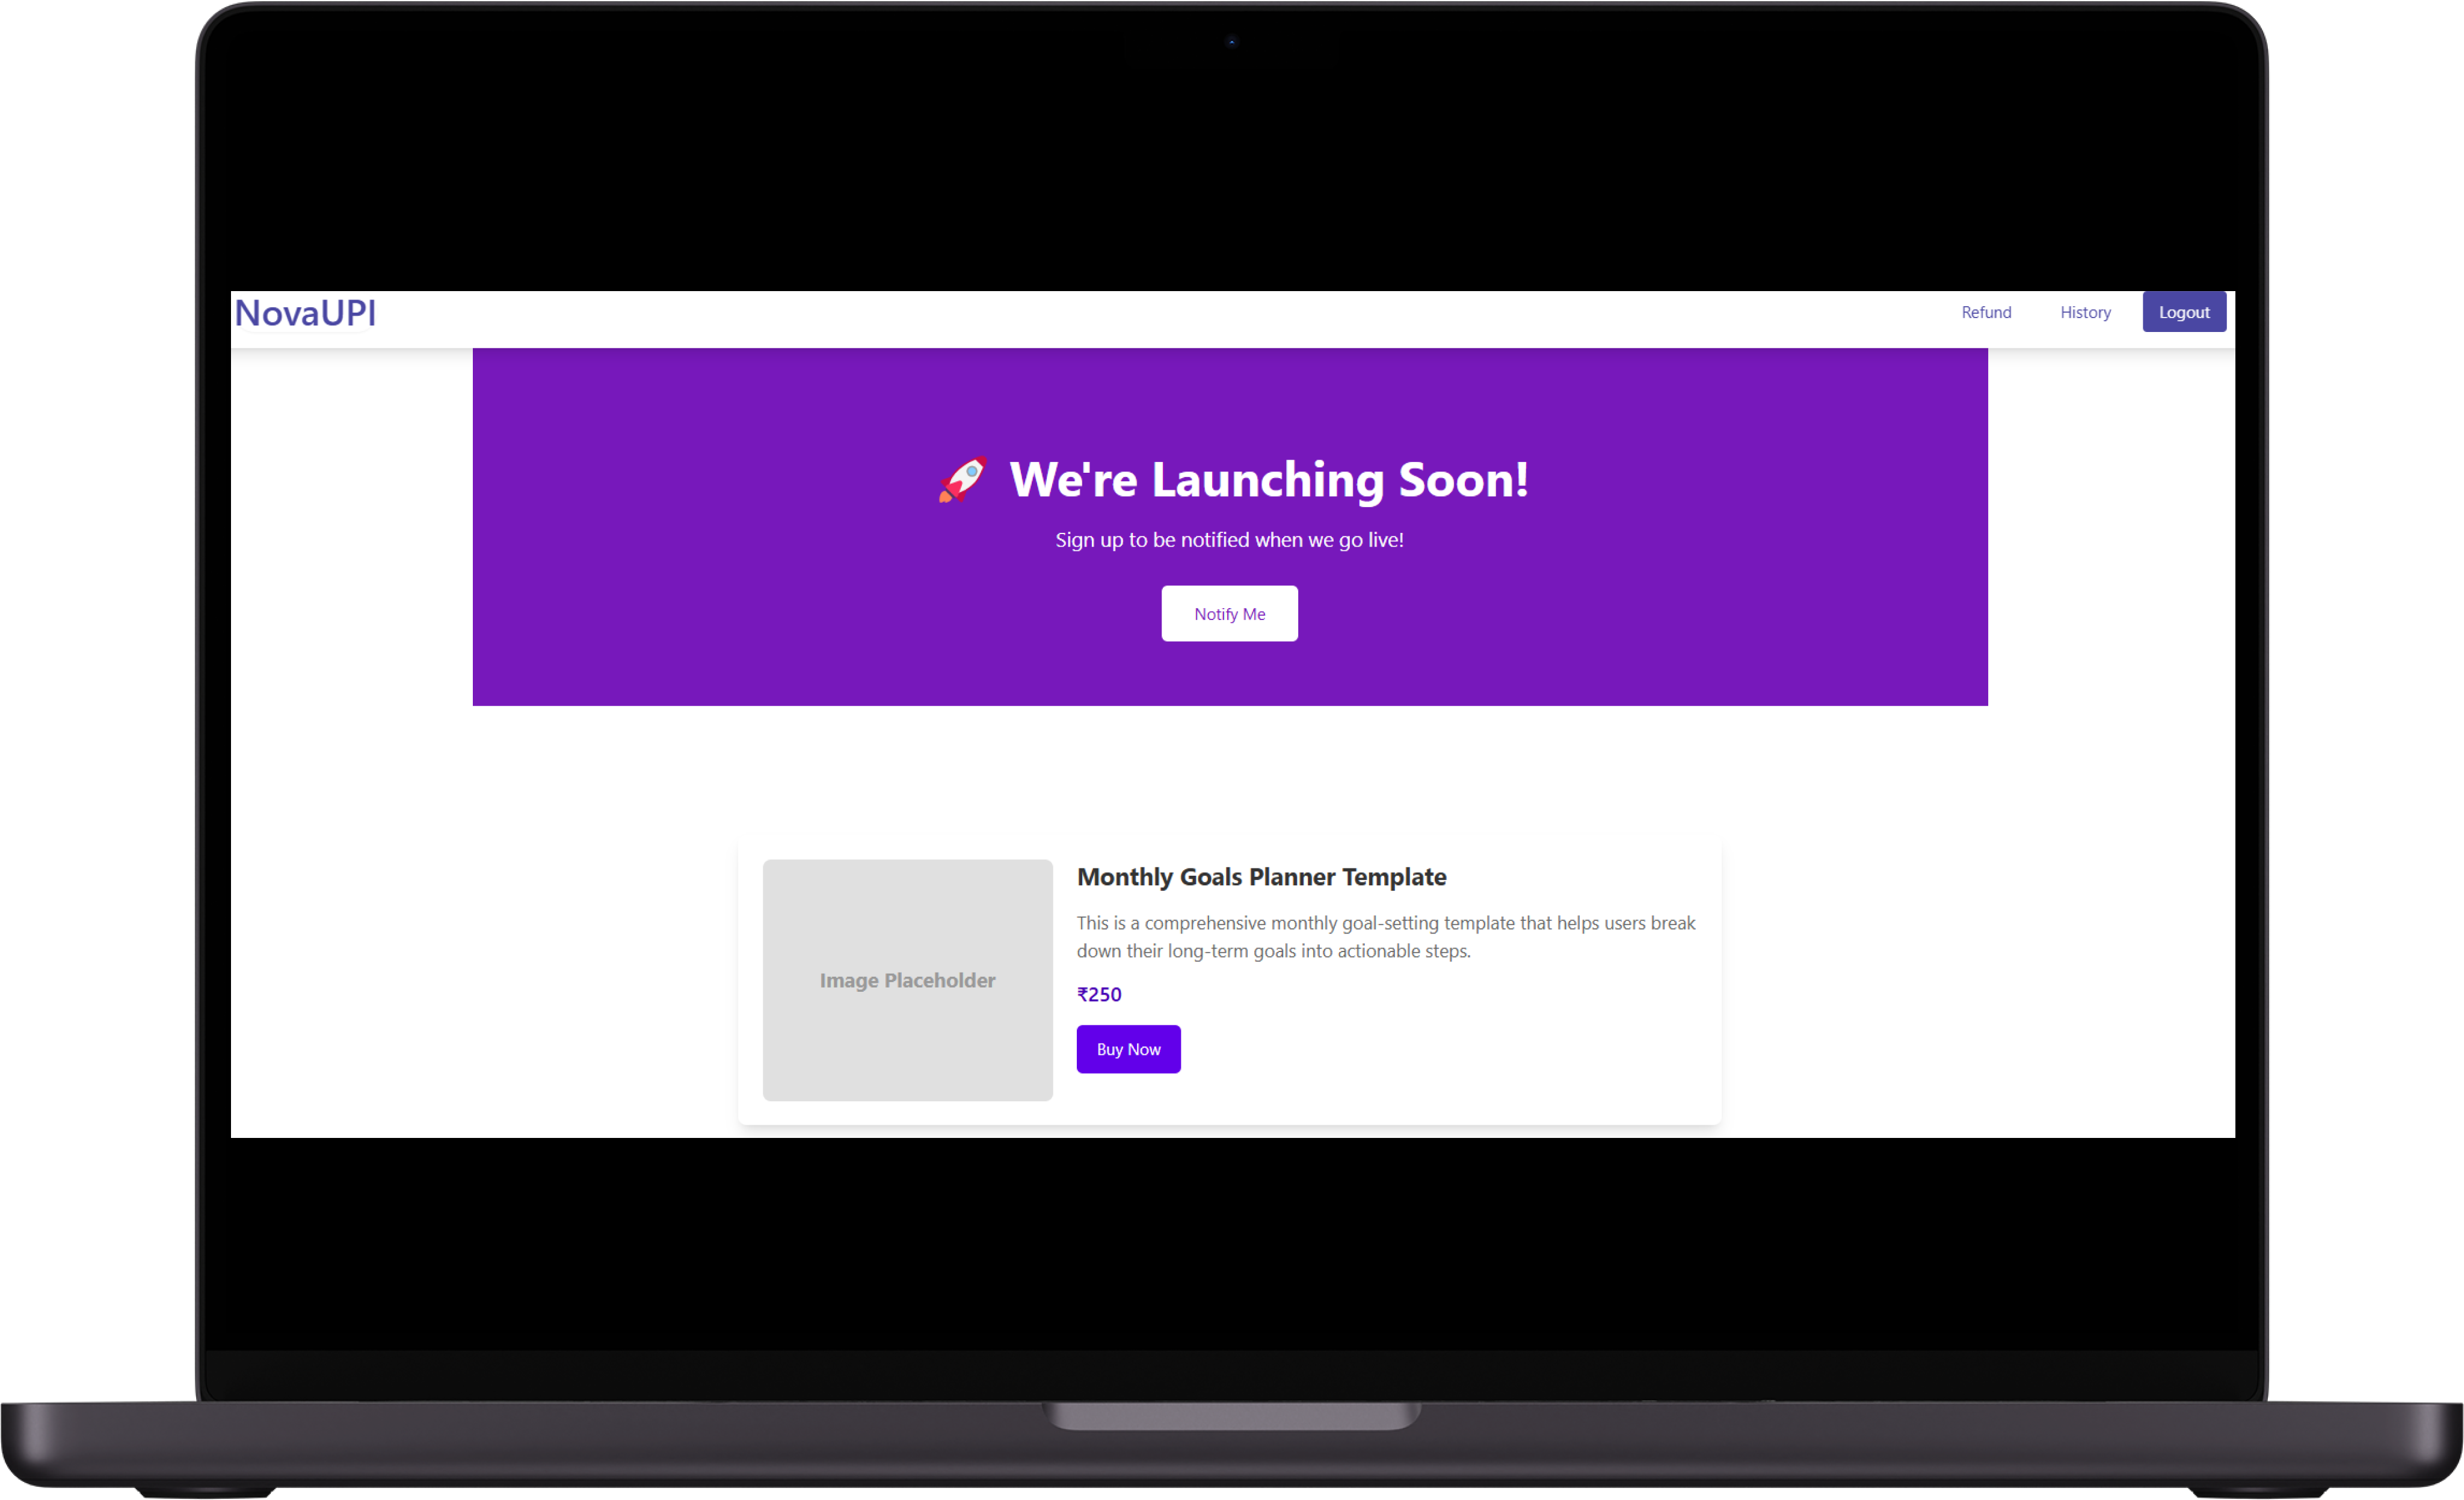 NovaUPI
Refund
History
Logout
🚀 We're Launching Soon!
Sign up to be notified when we go live!
Notify Me
Image Placeholder
Monthly Goals Planner Template
This is a comprehensive monthly goal-setting template that helps users break
down their long-term goals into actionable steps.
₹250
Buy Now